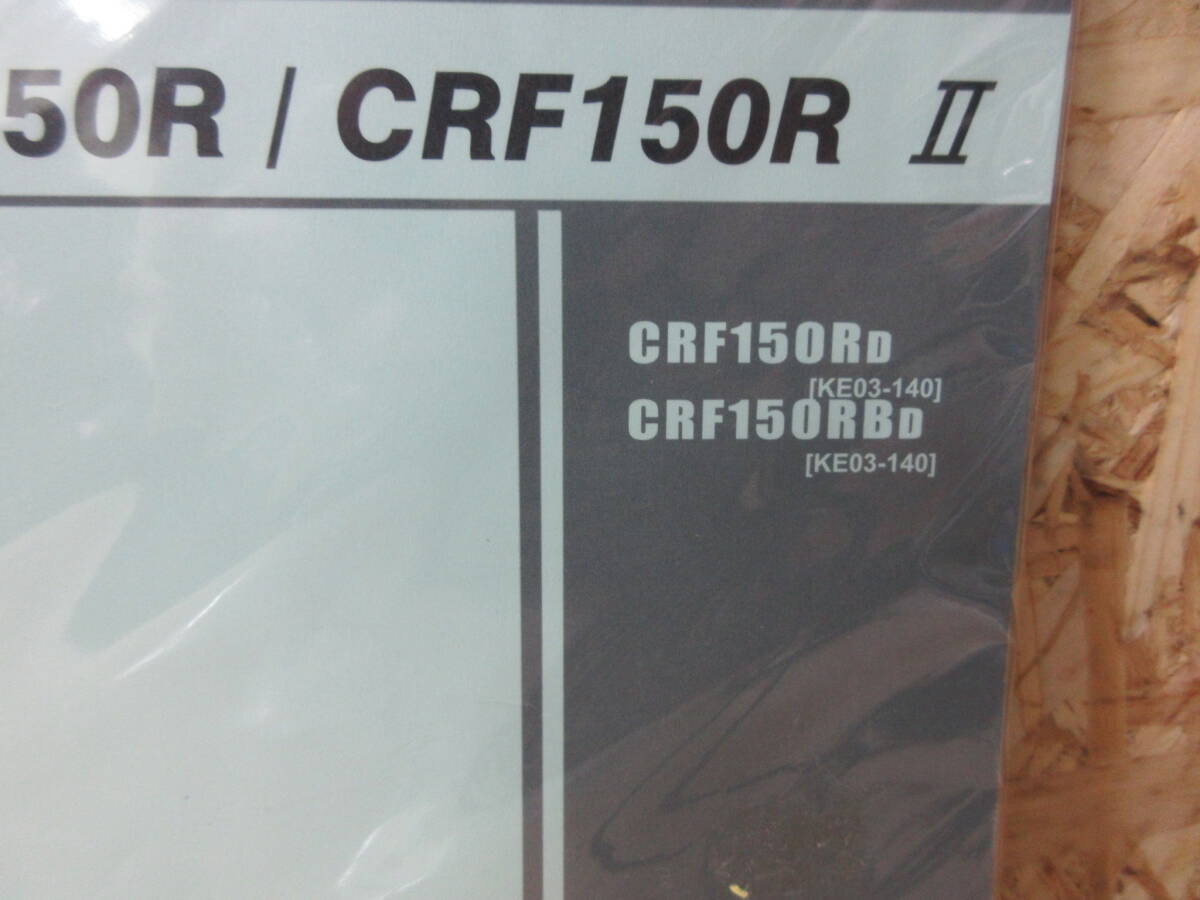 50R / CRF150R Ⅱ
CRF150RD
[KE03-140]
CRF150RBD
[KE03-140]